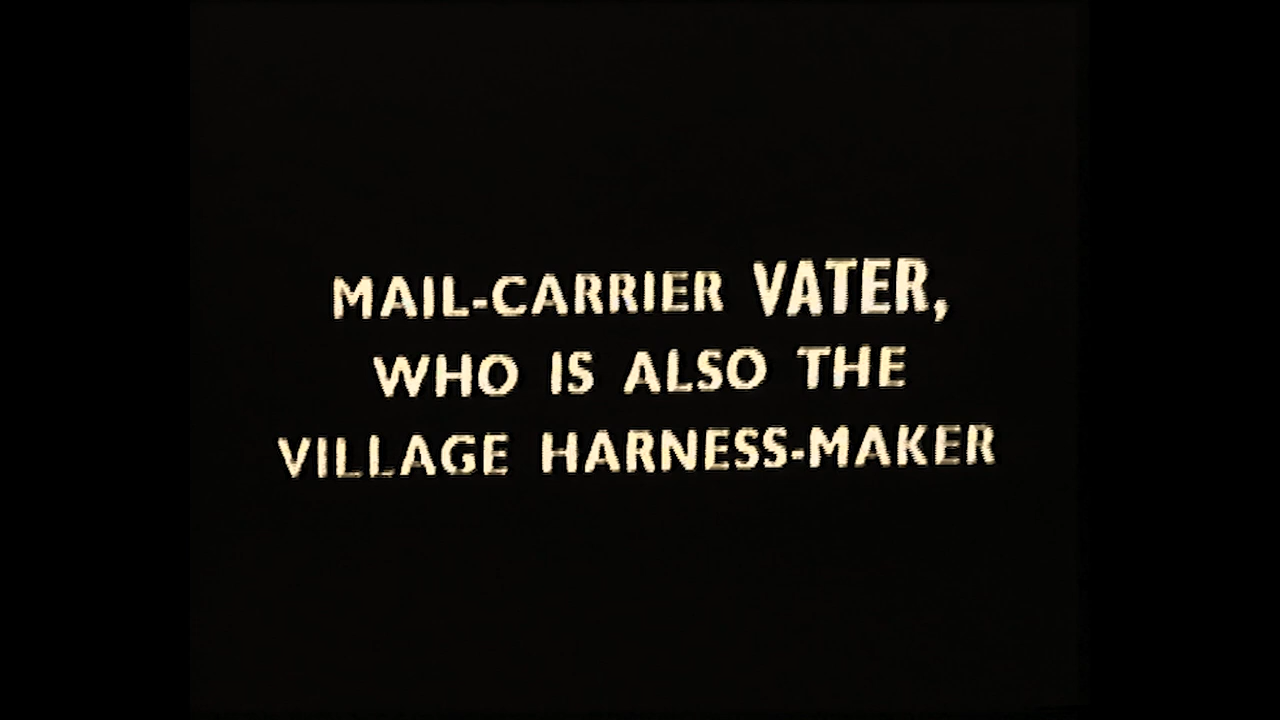 MAIL-CARRIER VATER,
WHO IS ALSO THE
VILLAGE HARNESS-MAKER